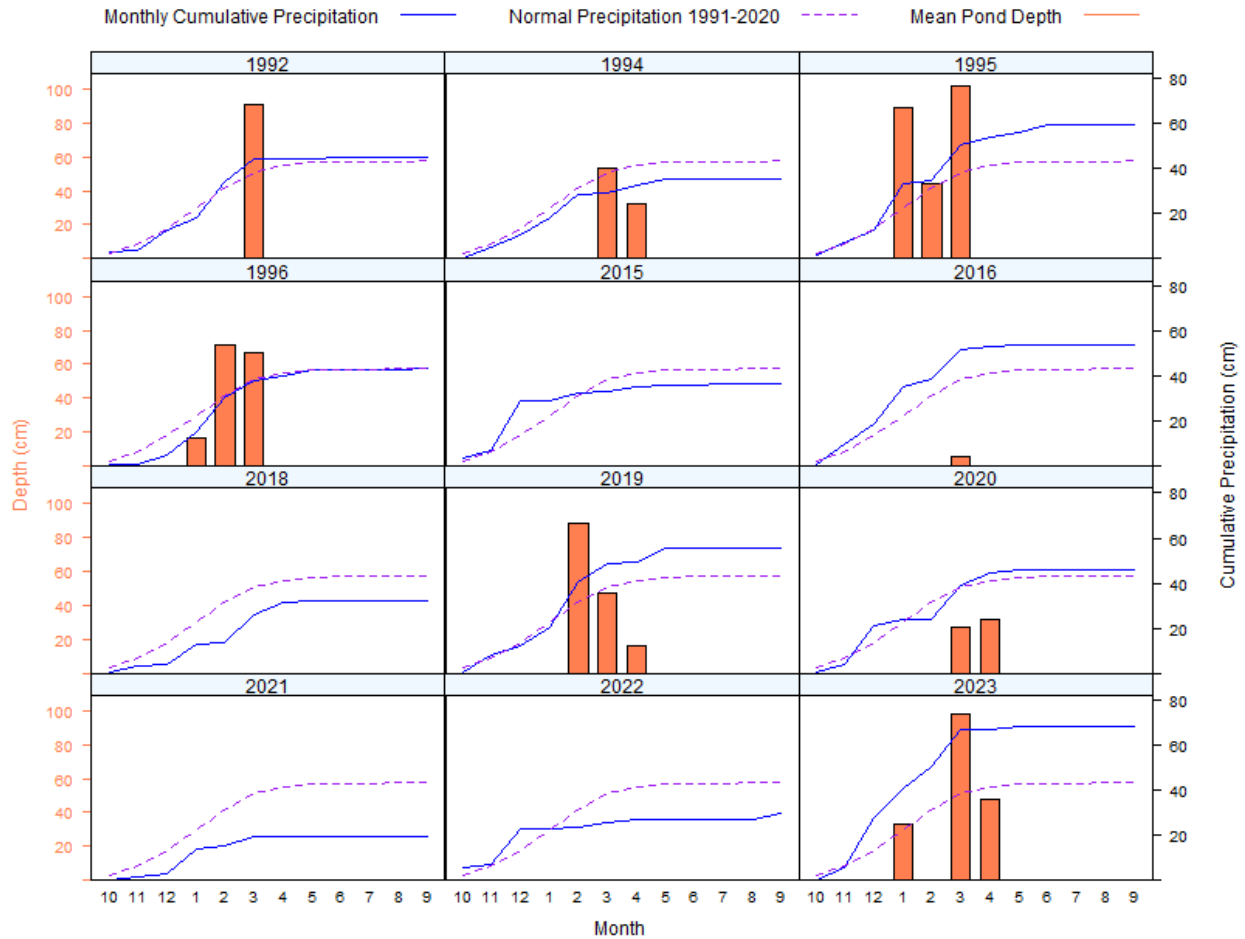 Monthly Cumulative Precipitation Normal Precipitation 1991-2020 Mean Pond Depth
1992 1994 1995
100 80 60 40 20
80 60 40 20
1996 2015 2016
100 80 60 40 20
80 60 40 20
2018 2019 2020
100 80 60 40 20
80 60 40 20
2021 2022 2023
100 80 60 40 20
80 60 40 20
Depth (cm)
Cumulative Precipitation (cm)
10 11 12 1 2 3 4 5 6 7 8 9 10 11 12 1 2 3 4 5 6 7 8 9 10 11 12 1 2 3 4 5 6 7 8 9
Month